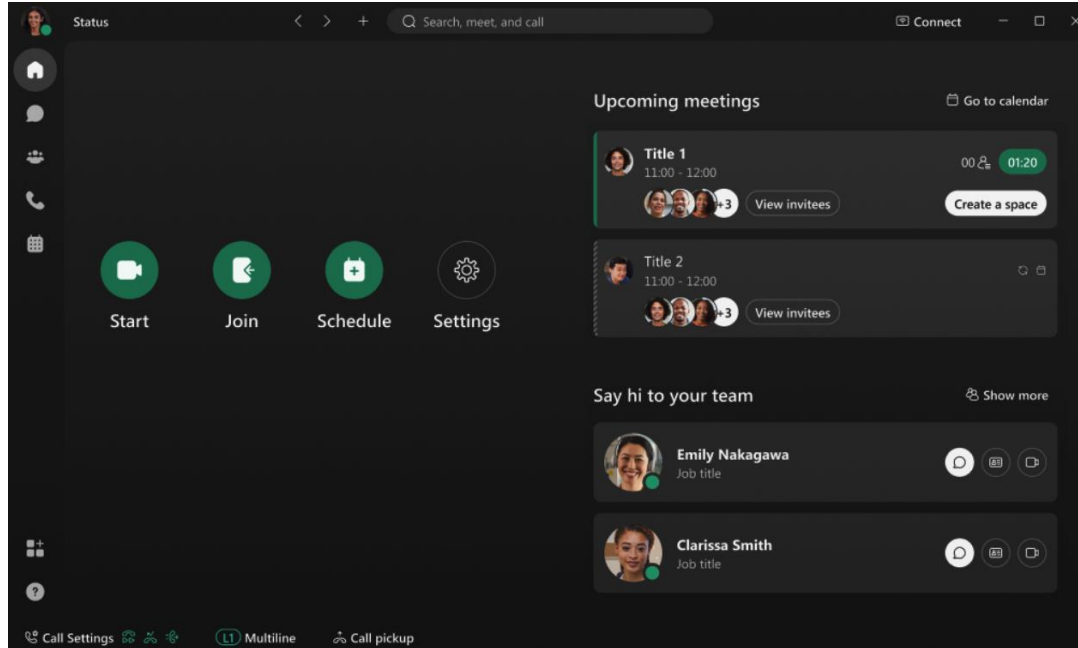 Status
Search, meet, and call
Connect
Upcoming meetings
Go to calendar
Title 1
11:00 - 12:00
00
01:20
+3
View invitees
Create a space
Title 2
11:00 - 12:00
+3
View invitees
Start
Join
Schedule
Settings
Say hi to your team
Show more
Emily Nakagawa
Job title
Clarissa Smith
Job title
Call Settings
L1 Multiline
Call pickup